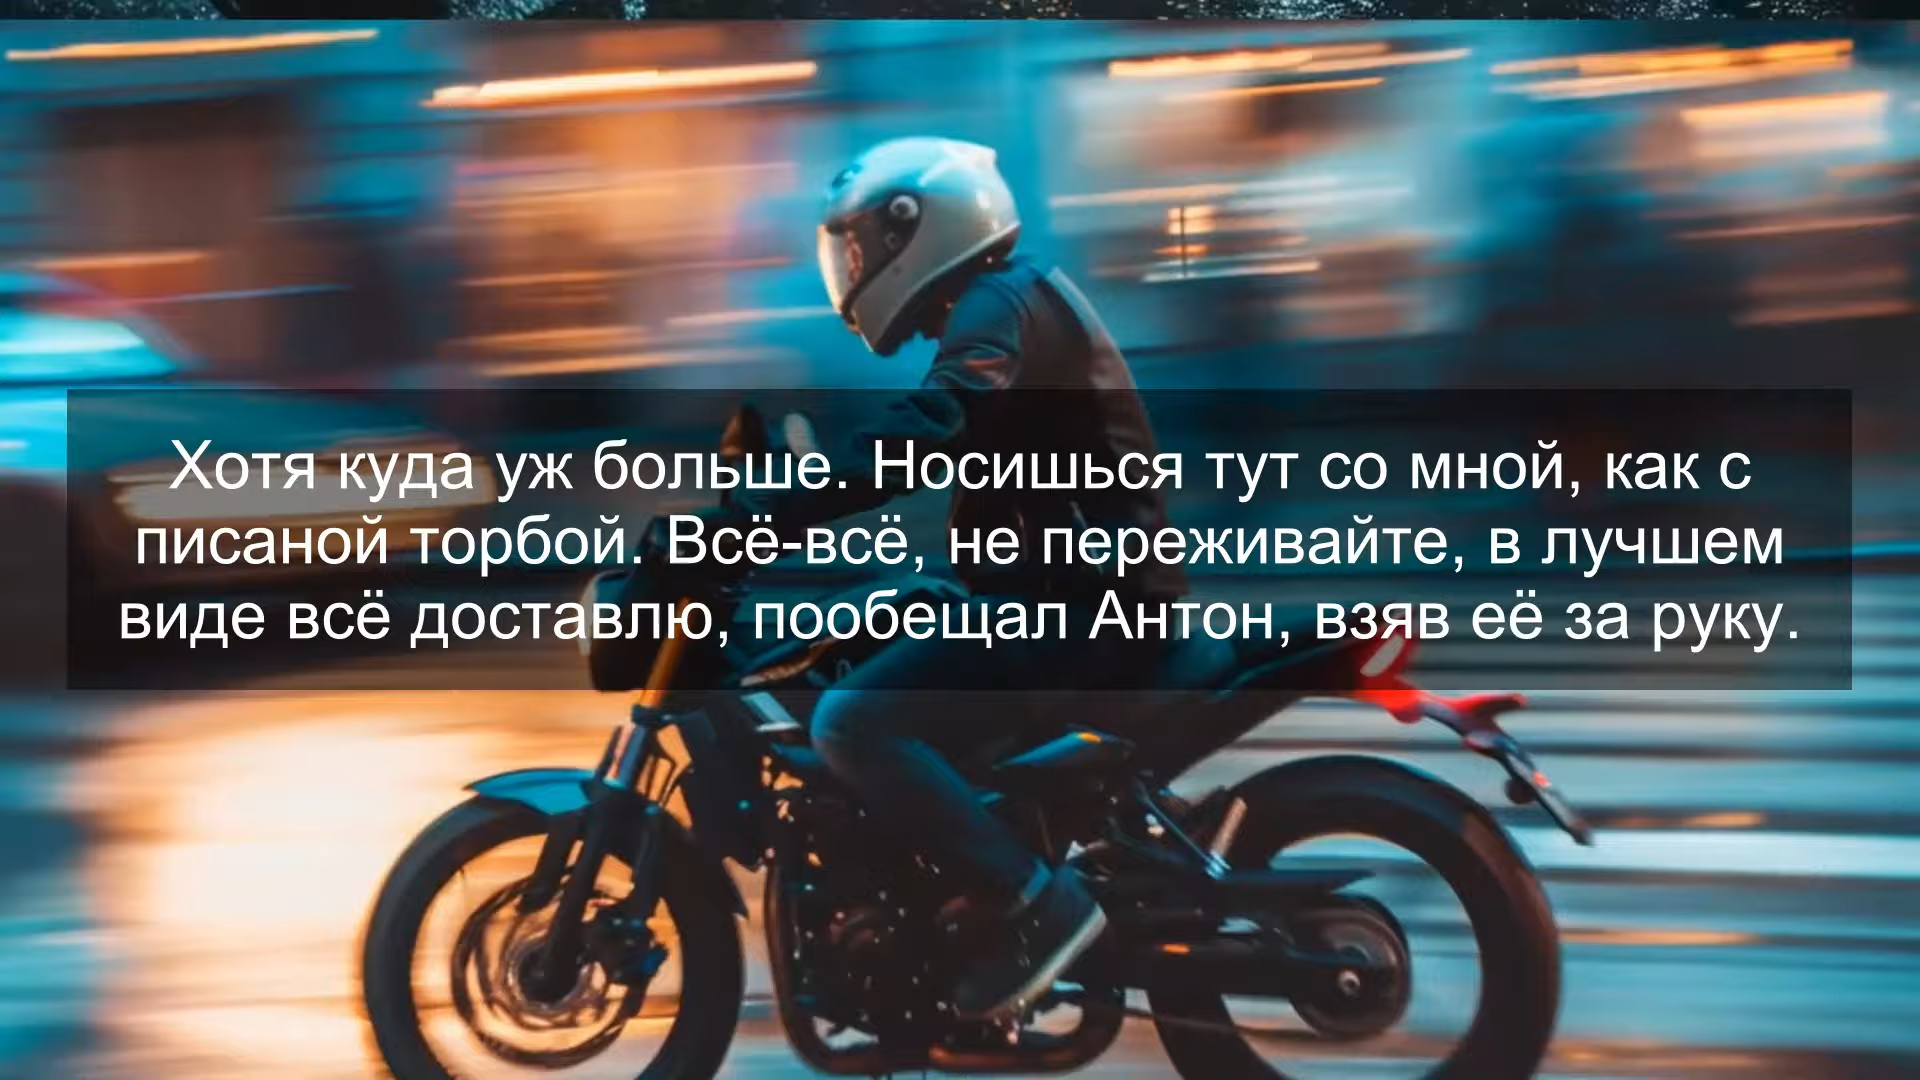 Хотя куда уж больше. Носишься тут со мной, как с
писаной торбой. Всё-всё, не переживайте, в лучшем
виде всё доставлю, пообещал Антон, взяв её за руку.